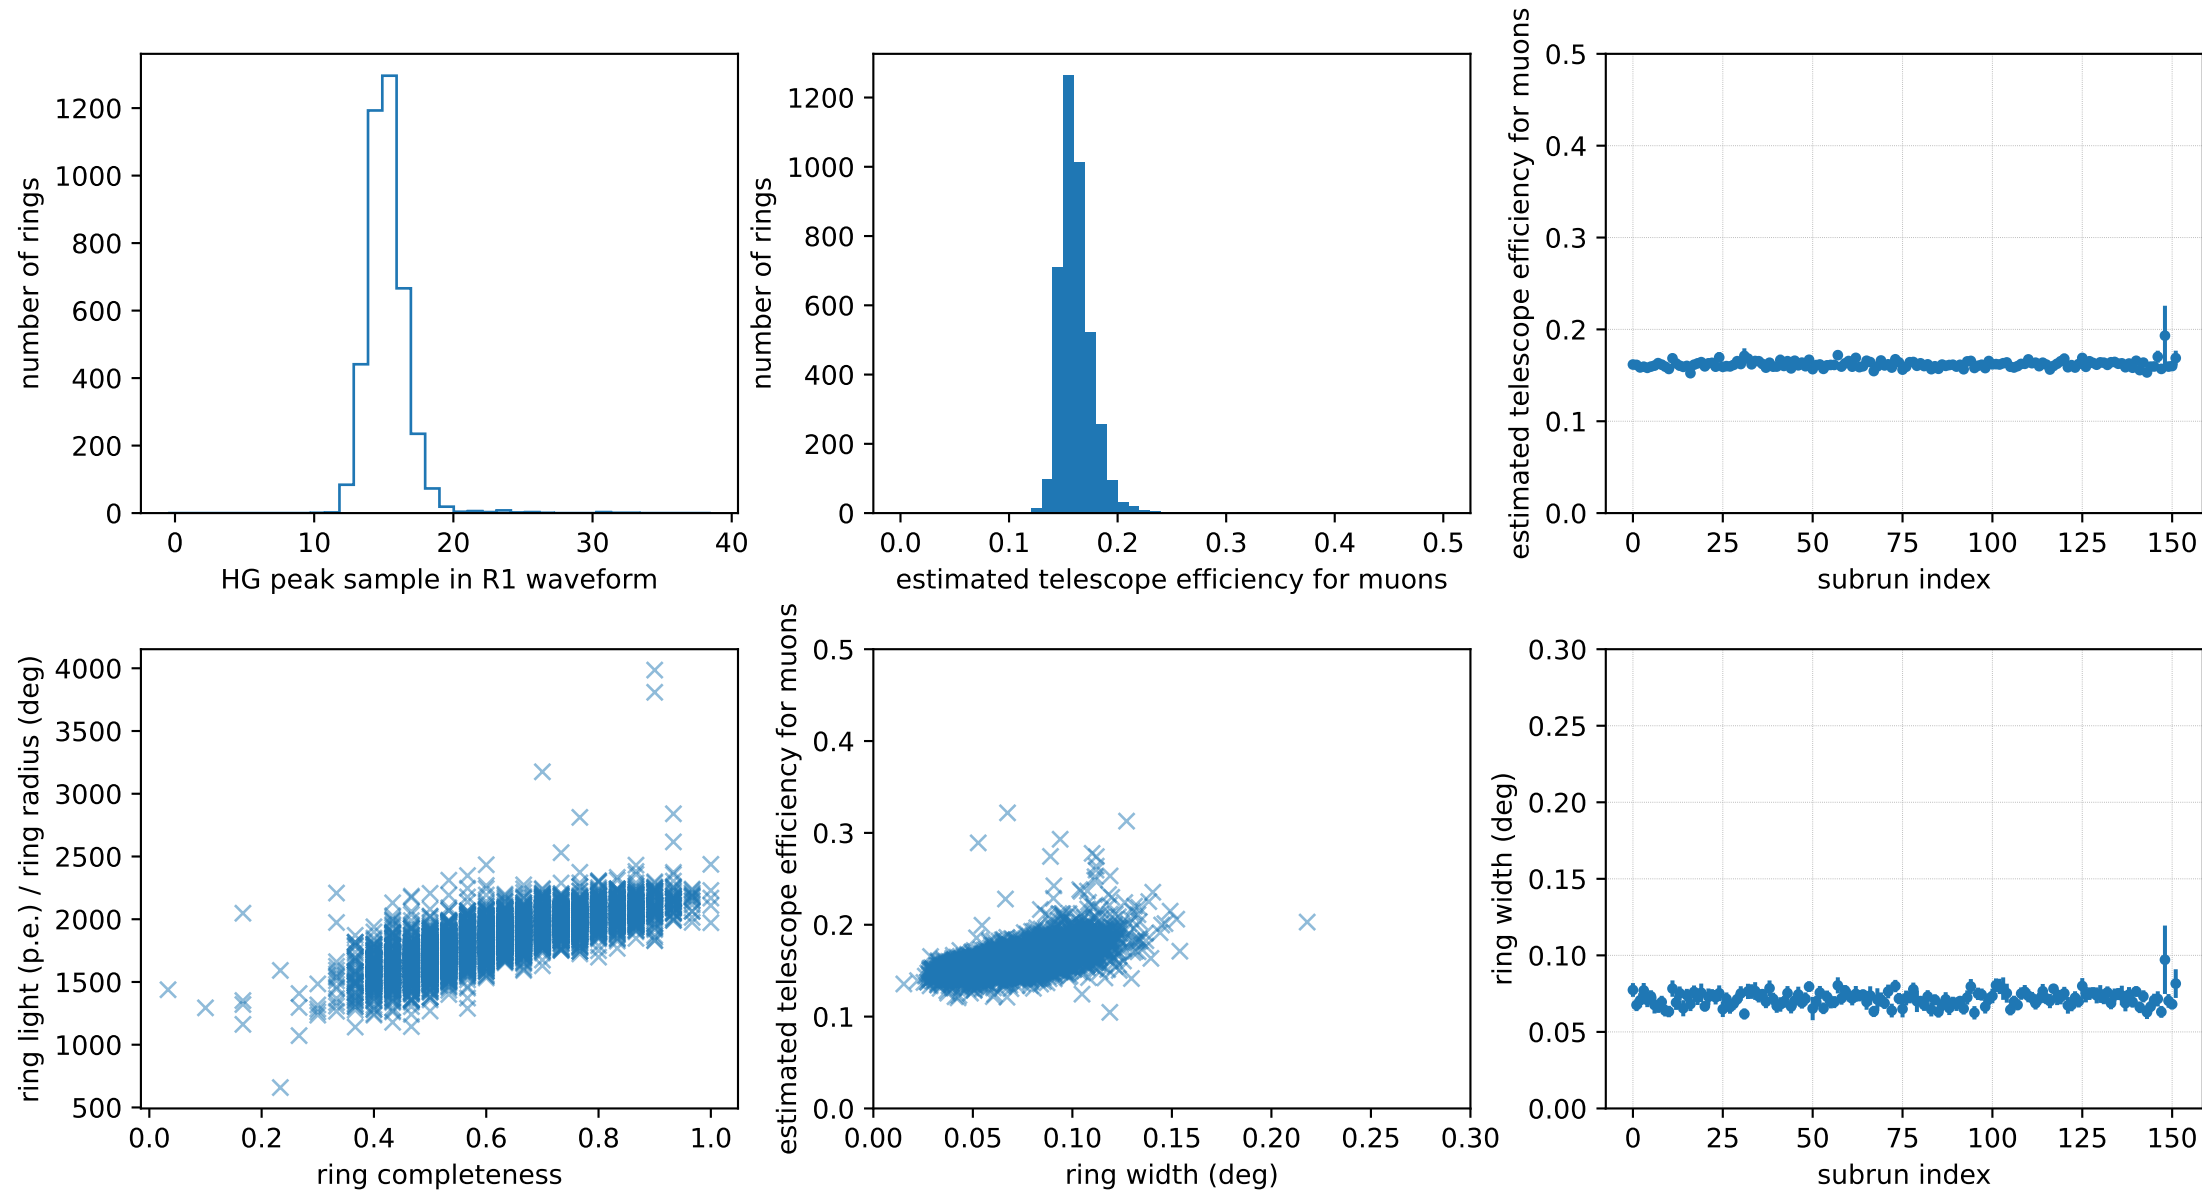 number of rings
1200
1000
800
600
400
200
0
0 10 20 30 40
HG peak sample in R1 waveform
number of rings
1200
1000
800
600
400
200
0
0.0 0.1 0.2 0.3 0.4 0.5
estimated telescope efficiency for muons
estimated telescope efficiency for muons
0.5
0.4
0.3
0.2
0.1
0.0
0 25 50 75 100 125 150
subrun index
ring light (p.e.) / ring radius (deg)
4000
3500
3000
2500
2000
1500
1000
500
0.0 0.2 0.4 0.6 0.8 1.0
ring completeness
estimated telescope efficiency for muons
0.5
0.4
0.3
0.2
0.1
0.0
0.00 0.05 0.10 0.15 0.20 0.25 0.30
ring width (deg)
ring width (deg)
0.30
0.25
0.20
0.15
0.10
0.05
0.00
0 25 50 75 100 125 150
subrun index